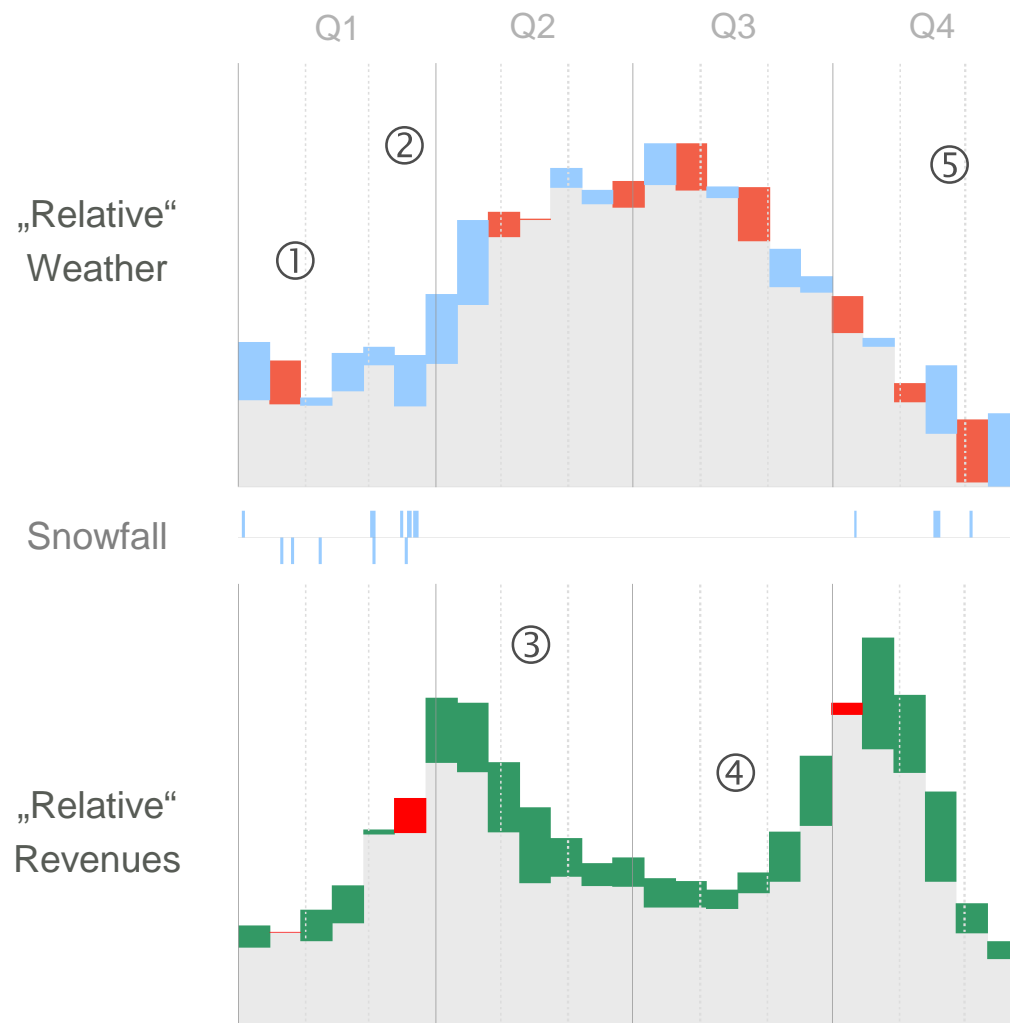 Q1 Q2 Q3 Q4
②
⑤
„Relative“
Weather
①
Snowfall
③
④
„Relative“
Revenues